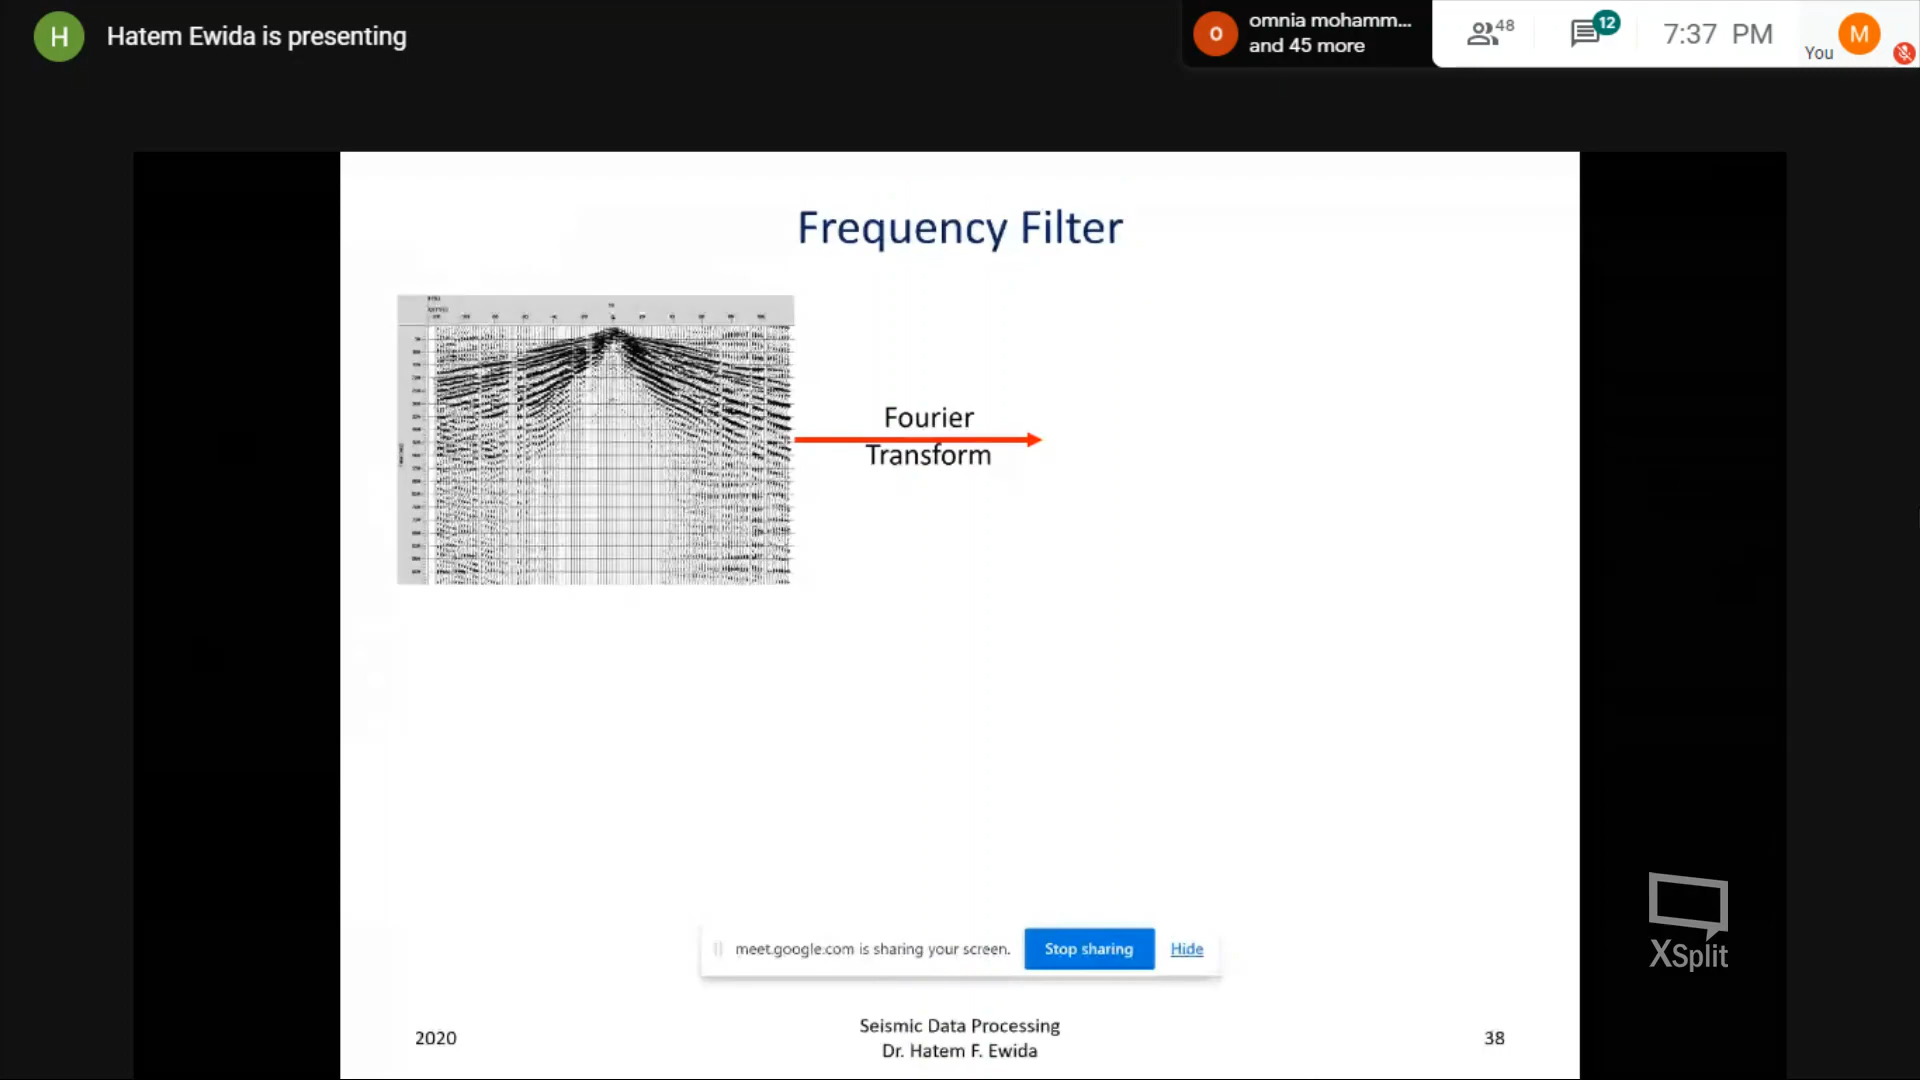 H
Hatem Ewida is presenting
O
omnia mohamm...
and 45 more
48
12
7:37 PM
You
M
Frequency Filter
Fourier
Transform
meet.google.com is sharing your screen.
Stop sharing
Hide
XSplit
2020
Seismic Data Processing
Dr. Hatem F. Ewida
38